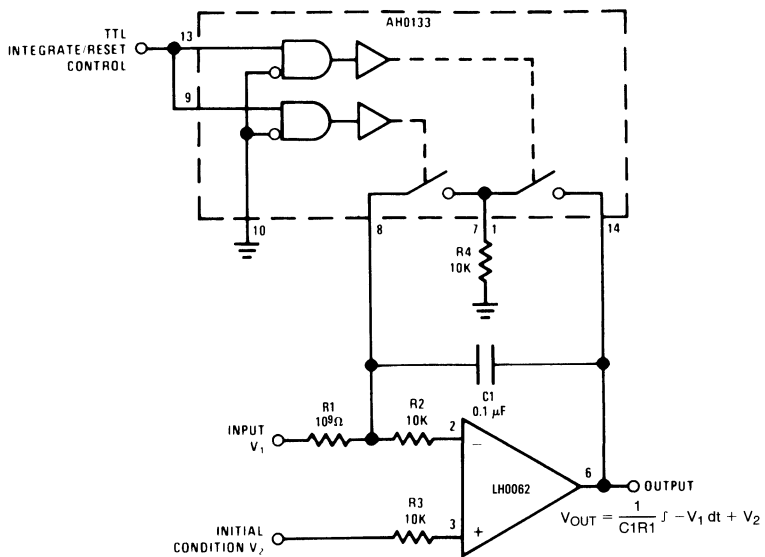 AH0133
TTL
INTEGRATE/RESET
CONTROL
13
9
10
8
7
1
14
R4
10K
C1
0.1 μF
R1
10⁹Ω
R2
10K
INPUT
V₁
2
−
LH0062
6
OUTPUT
V_OUT = 1/C1R1 ∫ −V₁ dt + V₂
R3
10K
3
+
INITIAL
CONDITION V₂